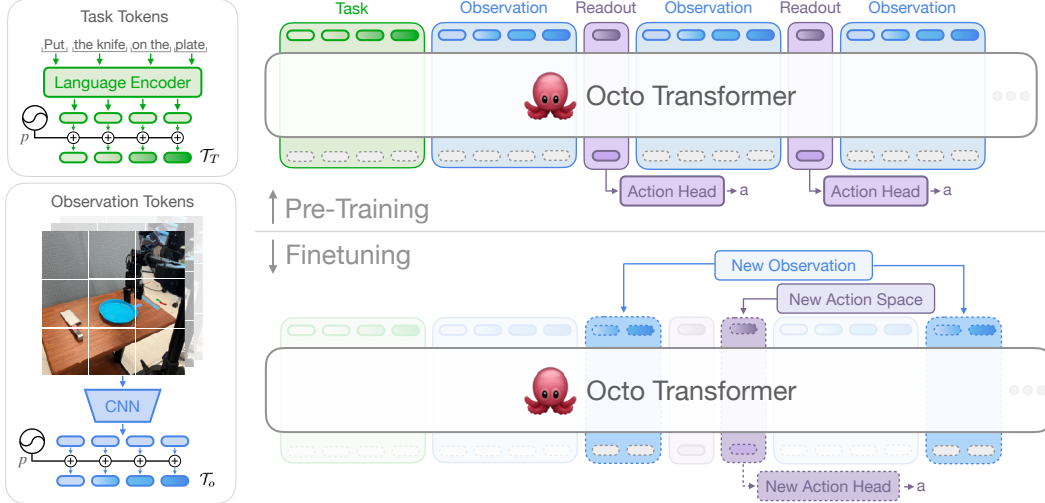 Task Tokens
Put the knife on the plate
Language Encoder
p
𝒯_T
Observation Tokens
CNN
p
𝒯_o
Task Observation Readout Observation Readout Observation
Octo Transformer
Action Head a Action Head a
Pre-Training
Finetuning
New Observation
New Action Space
Octo Transformer
New Action Head a